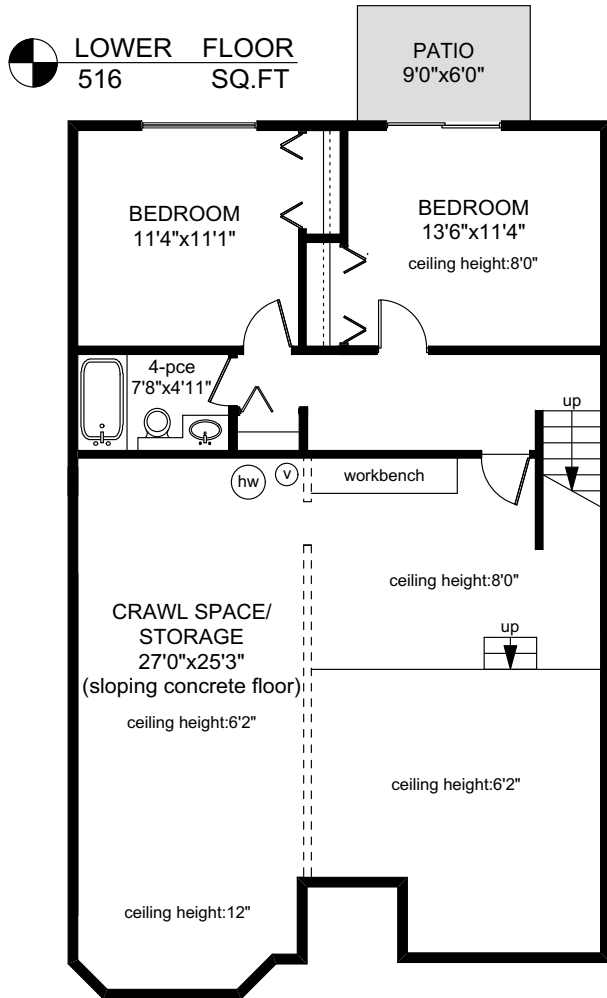 LOWER FLOOR
516 SQ.FT
PATIO
9'0"x6'0"
BEDROOM
11'4"x11'1"
BEDROOM
13'6"x11'4"
ceiling height:8'0"
4-pce
7'8"x4'11"
up
hw
v
workbench
ceiling height:8'0"
CRAWL SPACE/
STORAGE
27'0"x25'3"
(sloping concrete floor)
up
ceiling height:6'2"
ceiling height:6'2"
ceiling height:12"